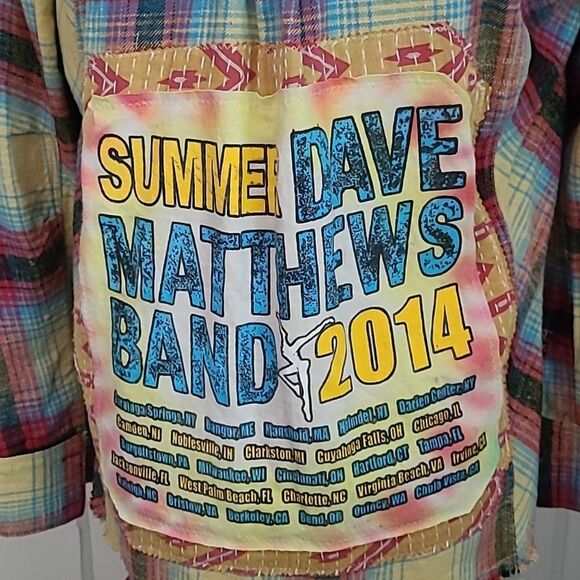 SUMMER DAVE
MATTHEWS
BAND 2014
Saratoga Springs, NY Bangor, ME Mansfield, MA Holmdel, NJ Darien Center, NY
Camden, NJ Noblesville, IN Clarkston, MI Cuyahoga Falls, OH Chicago, IL
Burgettstown, PA Milwaukee, WI Cincinnati, OH Hartford, CT Tampa, FL
Jacksonville, FL West Palm Beach, FL Charlotte, NC Virginia Beach, VA Irvine, CA
Raleigh, NC Bristow, VA Berkeley, CA Bend, OR Quincy, WA Chula Vista, CA